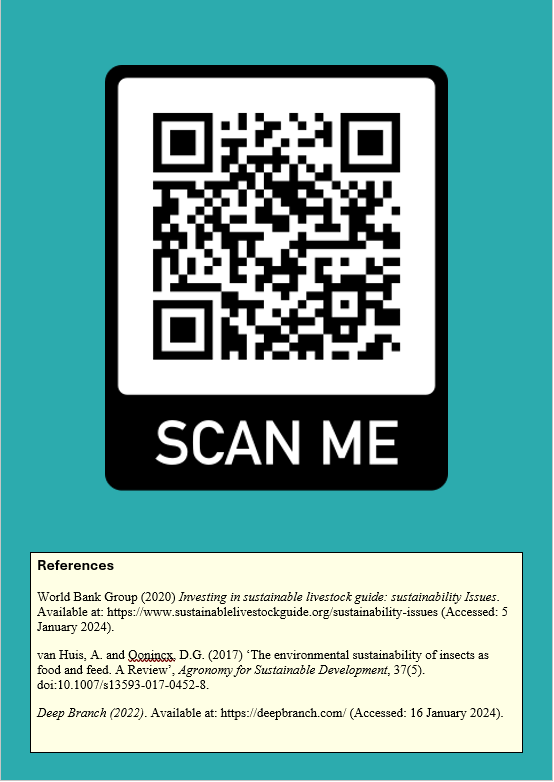 SCAN ME
References
World Bank Group (2020) Investing in sustainable livestock guide: sustainability Issues.
Available at: https://www.sustainablelivestockguide.org/sustainability-issues (Accessed: 5
January 2024).
van Huis, A. and Oonincx, D.G. (2017) ‘The environmental sustainability of insects as
food and feed. A Review’, Agronomy for Sustainable Development, 37(5).
doi:10.1007/s13593-017-0452-8.
Deep Branch (2022). Available at: https://deepbranch.com/ (Accessed: 16 January 2024).